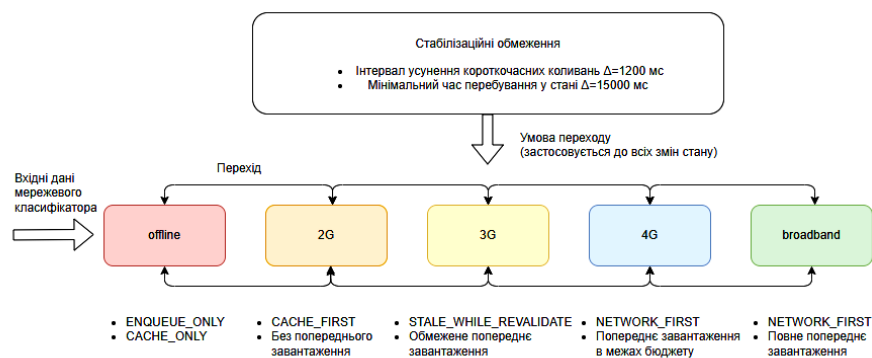 Стабілізаційні обмеження
• Інтервал усунення короткочасних коливань Δ=1200 мс
• Мінімальний час перебування у стані Δ=15000 мс
Умова переходу
(застосовується до всіх змін стану)
Вхідні дані
мережевого
класифікатора
Перехід
offline
2G
3G
4G
broadband
• ENQUEUE_ONLY
• CACHE_ONLY
• CACHE_FIRST
• Без попереднього
завантаження
• STALE_WHILE_REVALIDATE
• Обмежене попереднє
завантаження
• NETWORK_FIRST
• Попереднє завантаження
в межах бюджету
• NETWORK_FIRST
• Повне попереднє
завантаження